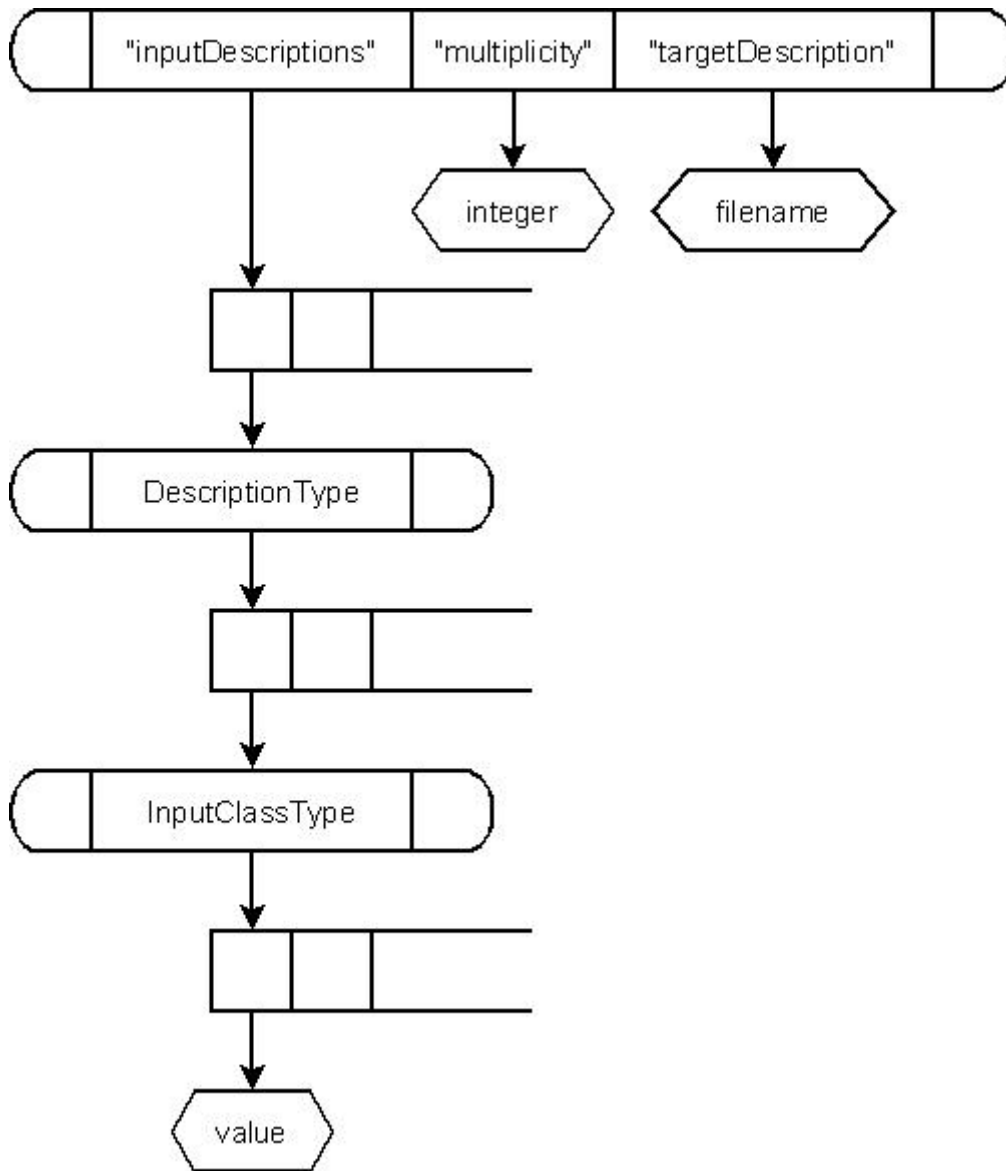 "inputDescriptions" "multiplicity" "targetDescription"
integer filename
DescriptionType
InputClassType
value